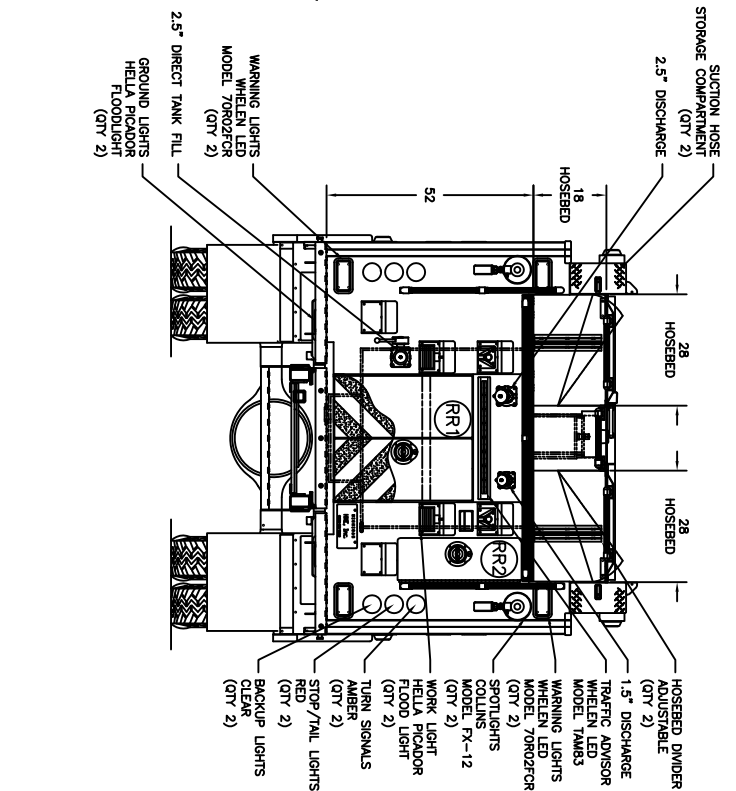 SUCTION HOSE
STORAGE COMPARTMENT
(QTY 2)
2.5" DISCHARGE
18
HOSEBED
52
WARNING LIGHTS
WHELEN LED
MODEL 70R02FCR
(QTY 2)
2.5" DIRECT TANK FILL
GROUND LIGHTS
HELLA PICADOR
FLOODLIGHT
(QTY 2)
28
HOSEBED
28
HOSEBED
RR1
RR2
HOSEBED DIVIDER
ADJUSTABLE
(QTY 2)
1.5" DISCHARGE
TRAFFIC ADVISOR
WHELEN LED
MODEL TAM83
WARNING LIGHTS
WHELEN LED
MODEL 70R02FCR
(QTY 2)
SPOTLIGHTS
COLLINS
MODEL FX-12
(QTY 2)
WORK LIGHT
HELLA PICADOR
FLOOD LIGHT
(QTY 2)
TURN SIGNALS
AMBER
(QTY 2)
STOP/TAIL LIGHTS
RED
(QTY 2)
BACKUP LIGHTS
CLEAR
(QTY 2)